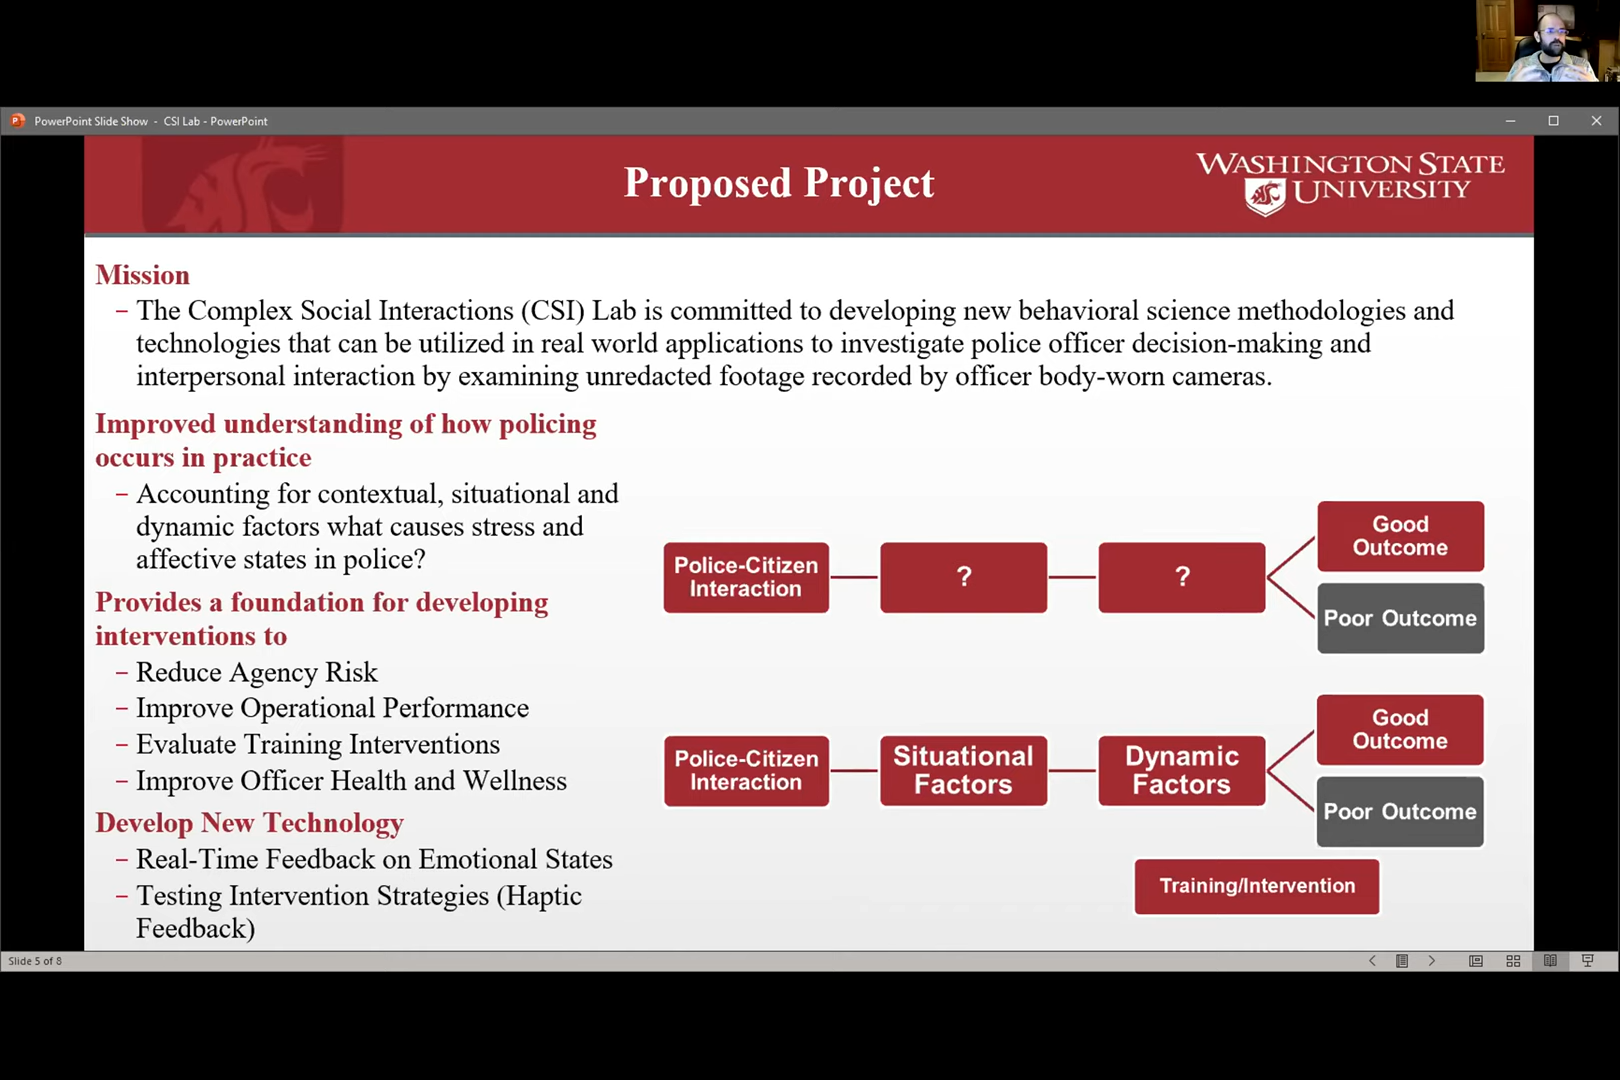 PowerPoint Slide Show - CSI Lab - PowerPoint
Proposed Project
WASHINGTON STATE
UNIVERSITY
Mission
– The Complex Social Interactions (CSI) Lab is committed to developing new behavioral science methodologies and
technologies that can be utilized in real world applications to investigate police officer decision-making and
interpersonal interaction by examining unredacted footage recorded by officer body-worn cameras.
Improved understanding of how policing
occurs in practice
– Accounting for contextual, situational and
dynamic factors what causes stress and
affective states in police?
Provides a foundation for developing
interventions to
– Reduce Agency Risk
– Improve Operational Performance
– Evaluate Training Interventions
– Improve Officer Health and Wellness
Develop New Technology
– Real-Time Feedback on Emotional States
– Testing Intervention Strategies (Haptic
Feedback)
Police-Citizen
Interaction
?
?
Good
Outcome
Poor Outcome
Police-Citizen
Interaction
Situational
Factors
Dynamic
Factors
Good
Outcome
Poor Outcome
Training/Intervention
Slide 5 of 8